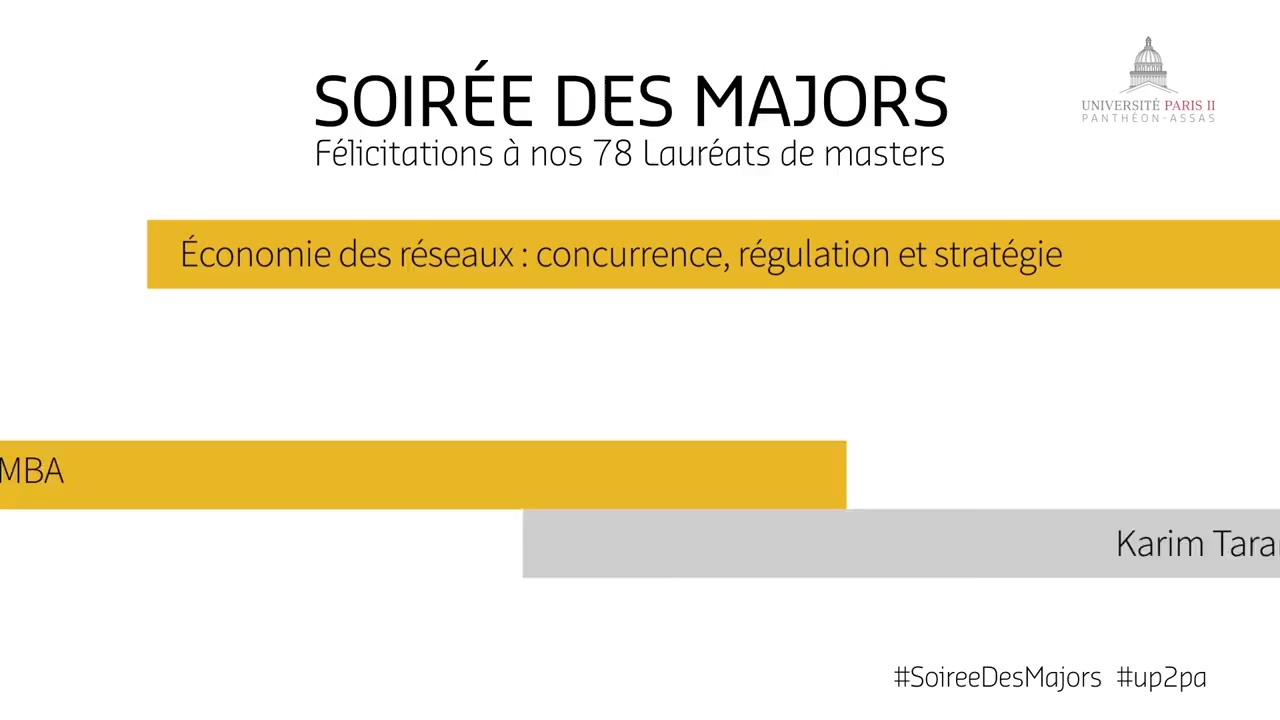 SOIRÉE DES MAJORS
Félicitations à nos 78 Lauréats de masters
UNIVERSITÉ PARIS II
PANTHÉON-ASSAS
Économie des réseaux : concurrence, régulation et stratégie
MBA
Karim
#SoireeDesMajors #up2pa